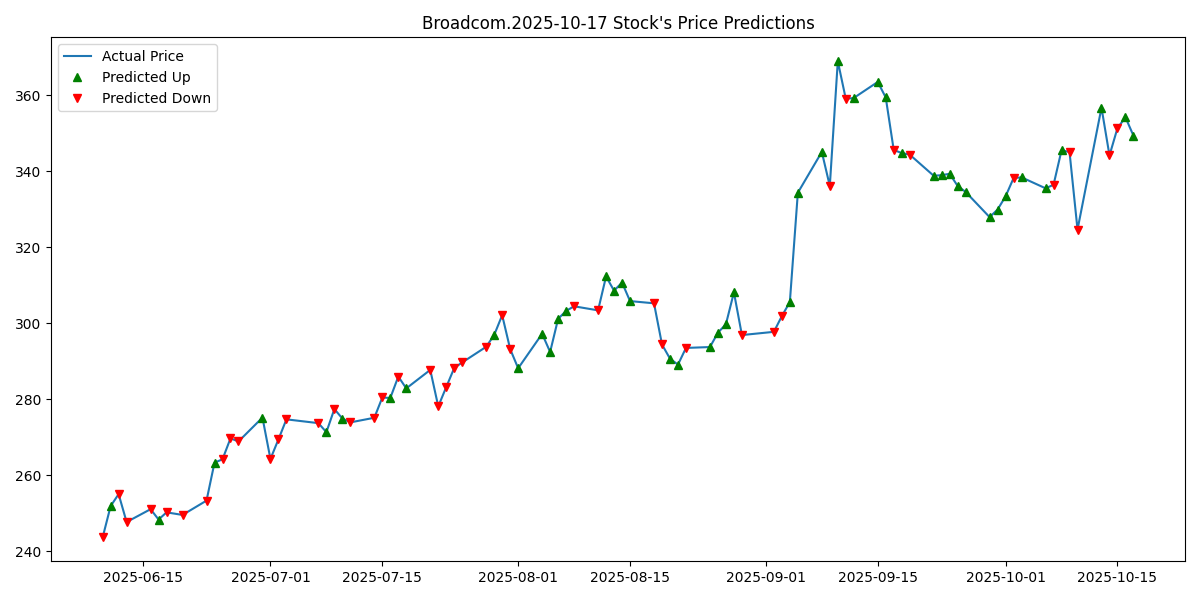 Broadcom.2025-10-17 Stock's Price Predictions
Actual Price
Predicted Up
Predicted Down
360
340
320
300
280
260
240
2025-06-15 2025-07-01 2025-07-15 2025-08-01 2025-08-15 2025-09-01 2025-09-15 2025-10-01 2025-10-15